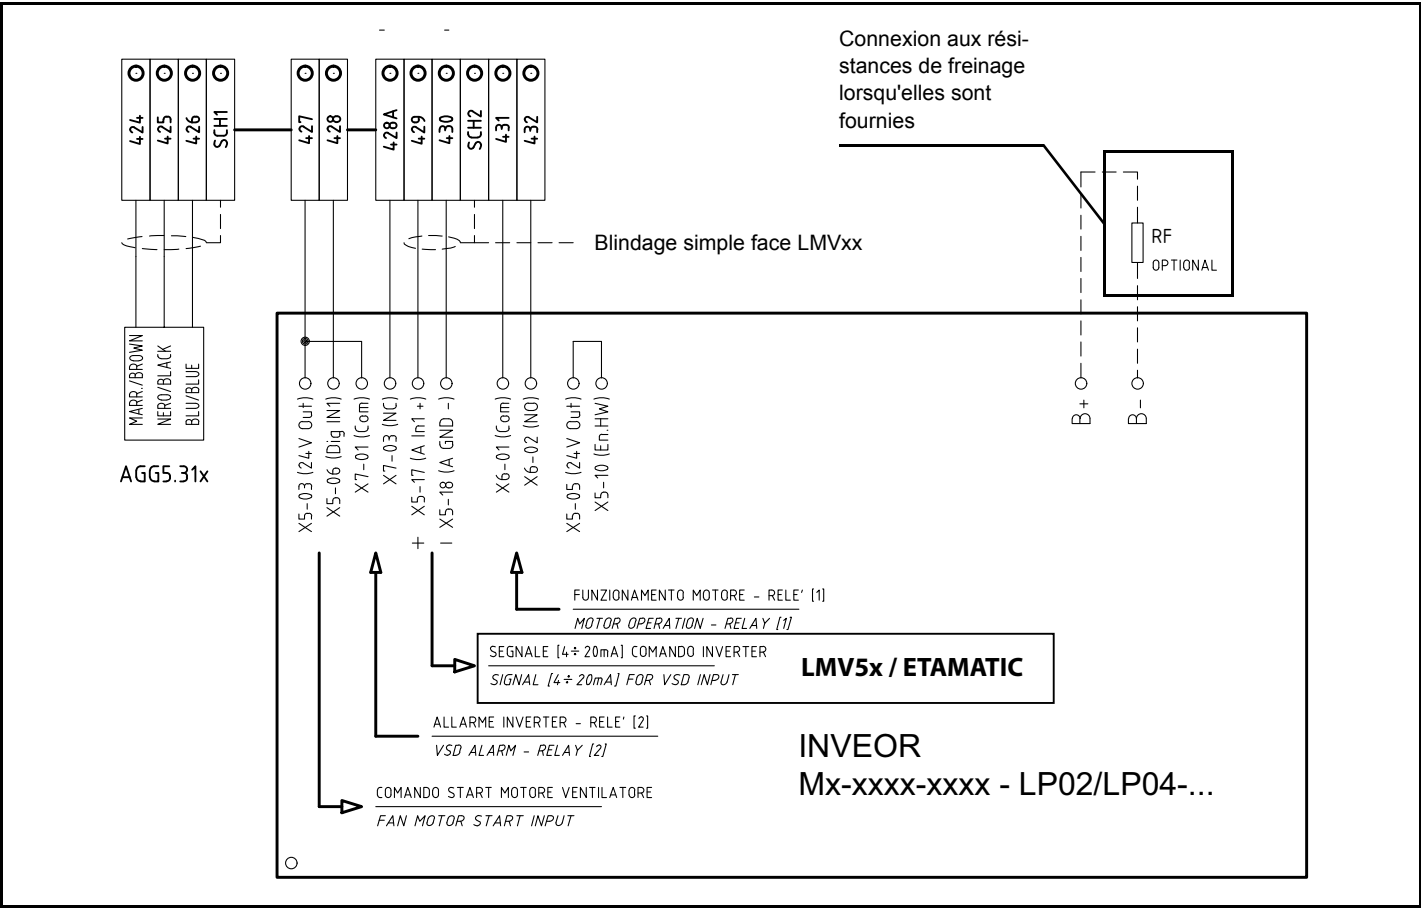 Connexion aux rési-
stances de freinage
lorsqu'elles sont
fournies
424
425
426
SCH1
427
428
428A
429
430
SCH2
431
432
Blindage simple face LMVxx
RF
OPTIONAL
MARR./BROWN
NERO/BLACK
BLU/BLUE
AGG5.31x
X5-03 (24V Out)
X5-06 (Dig IN1)
X7-01 (Com)
X7-03 (NC)
+ X5-17 (A In1 +)
- X5-18 (A GND -)
X6-01 (Com)
X6-02 (NO)
X5-05 (24V Out)
X5-10 (En.HW)
B+
B-
FUNZIONAMENTO MOTORE - RELE' [1]
MOTOR OPERATION - RELAY [1]
SEGNALE [4÷20mA] COMANDO INVERTER
SIGNAL [4÷20mA] FOR VSD INPUT
LMV5x / ETAMATIC
ALLARME INVERTER - RELE' [2]
VSD ALARM - RELAY [2]
INVEOR
Mx-xxxx-xxxx - LP02/LP04-...
COMANDO START MOTORE VENTILATORE
FAN MOTOR START INPUT